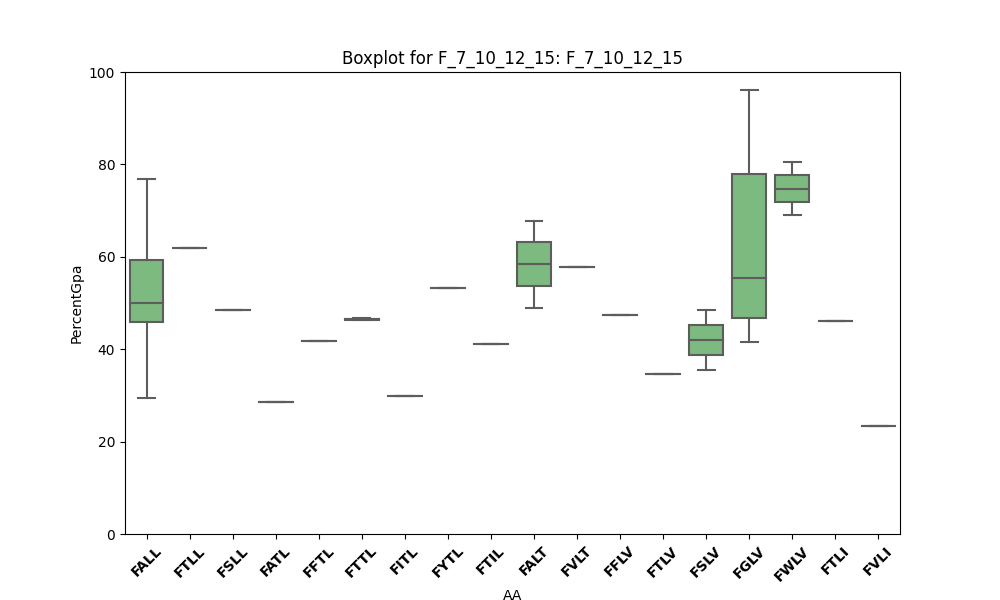 Boxplot for F_7_10_12_15: F_7_10_12_15
100
80
60
40
20
0
PercentGpa
FALL
FTLL
FSLL
FATL
FFTL
FTTL
FITL
FYTL
FTIL
FALT
FVLT
FFLV
FTLV
FSLV
FGLV
FWLV
FTLI
FVLI
AA